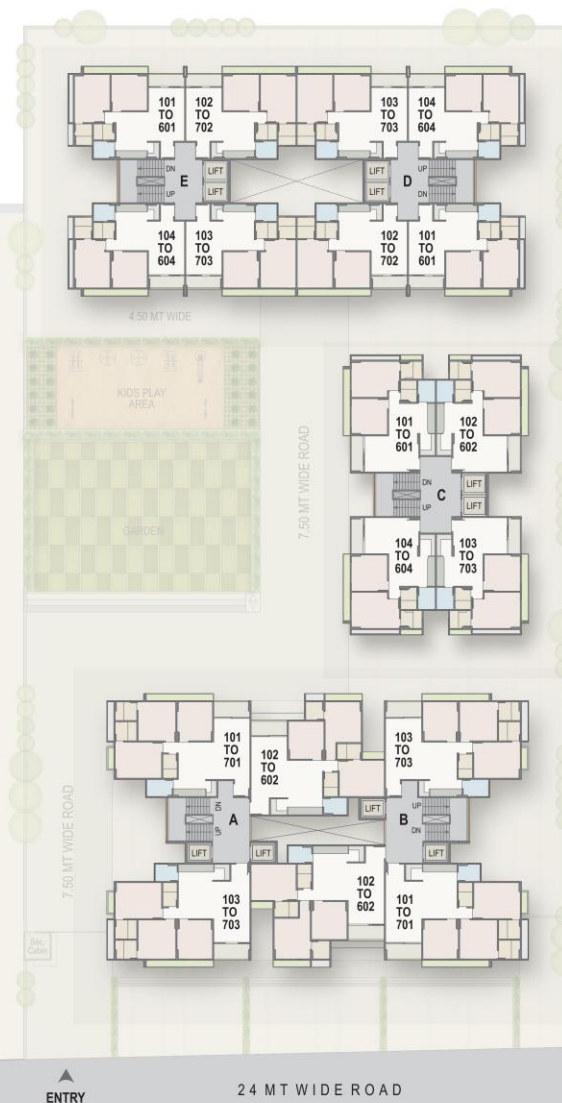 101
TO
601
102
TO
702
103
TO
703
104
TO
604
DN
UP
E
LIFT
LIFT
LIFT
LIFT
D
UP
DN
104
TO
604
103
TO
703
102
TO
702
101
TO
601
4.50 MT WIDE
KIDS PLAY
AREA
GARDEN
7.50 MT WIDE ROAD
101
TO
601
102
TO
602
DN
UP
C
LIFT
LIFT
104
TO
604
103
TO
703
101
TO
701
102
TO
602
103
TO
703
DN
UP
A
LIFT
B
UP
DN
LIFT
LIFT
LIFT
103
TO
703
102
TO
602
101
TO
701
7.50 MT WIDE ROAD
Sec.
Cabin
ENTRY
24 MT WIDE ROAD